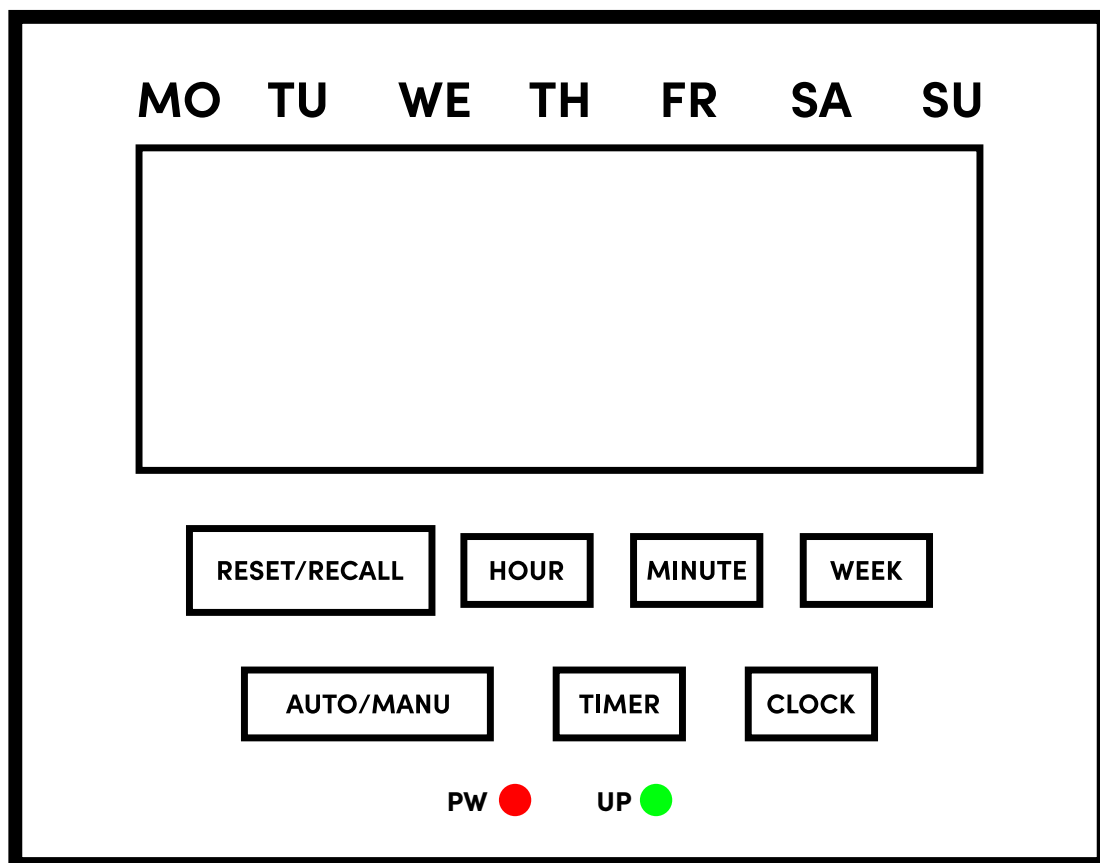 MO TU WE TH FR SA SU
RESET/RECALL HOUR MINUTE WEEK
AUTO/MANU TIMER CLOCK
PW UP